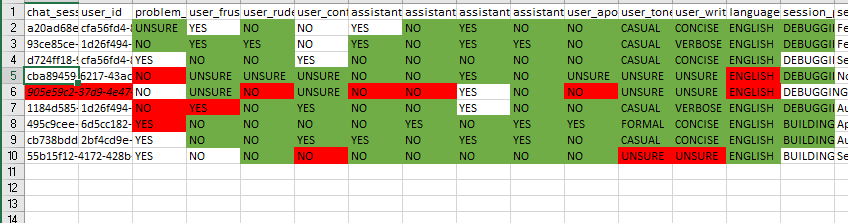 1 chat_sess user_id problem_ user_frus user_rude user_conf assistant assistant assistant assistant user_apo user_tone user_writ language session_
2 a20ad68e cfa56fd4- UNSURE YES NO NO YES NO YES NO NO CASUAL CONCISE ENGLISH DEBUGGI Fe
3 93ce85ce- 1d26f494- NO YES YES NO NO NO YES YES NO CASUAL VERBOSE ENGLISH DEBUGGI Fe
4 d724ff18-9 cfa56fd4- YES NO NO YES NO NO NO NO NO CASUAL CONCISE ENGLISH DEBUGGI Se
5 cba89459- 6217-43ac NO UNSURE UNSURE UNSURE NO NO YES NO UNSURE UNSURE UNSURE ENGLISH DEBUGGI No
6 905e59c2-37d9-4e47- NO UNSURE NO UNSURE NO NO YES NO NO UNSURE UNSURE ENGLISH DEBUGGING
7 1184d585- 1d26f494- NO YES NO NO NO NO YES NO NO CASUAL VERBOSE ENGLISH DEBUGGI Au
8 495c9cee- 6d5cc182- YES NO NO NO NO YES NO YES YES FORMAL CONCISE ENGLISH BUILDING Ap
9 cb738bdd 2bf4cd9e- YES NO NO YES YES NO YES NO NO CASUAL CONCISE ENGLISH BUILDING Au
10 55b15f12-4172-428b- YES NO NO NO NO NO NO NO NO UNSURE UNSURE ENGLISH BUILDING Se
11
12
13
14